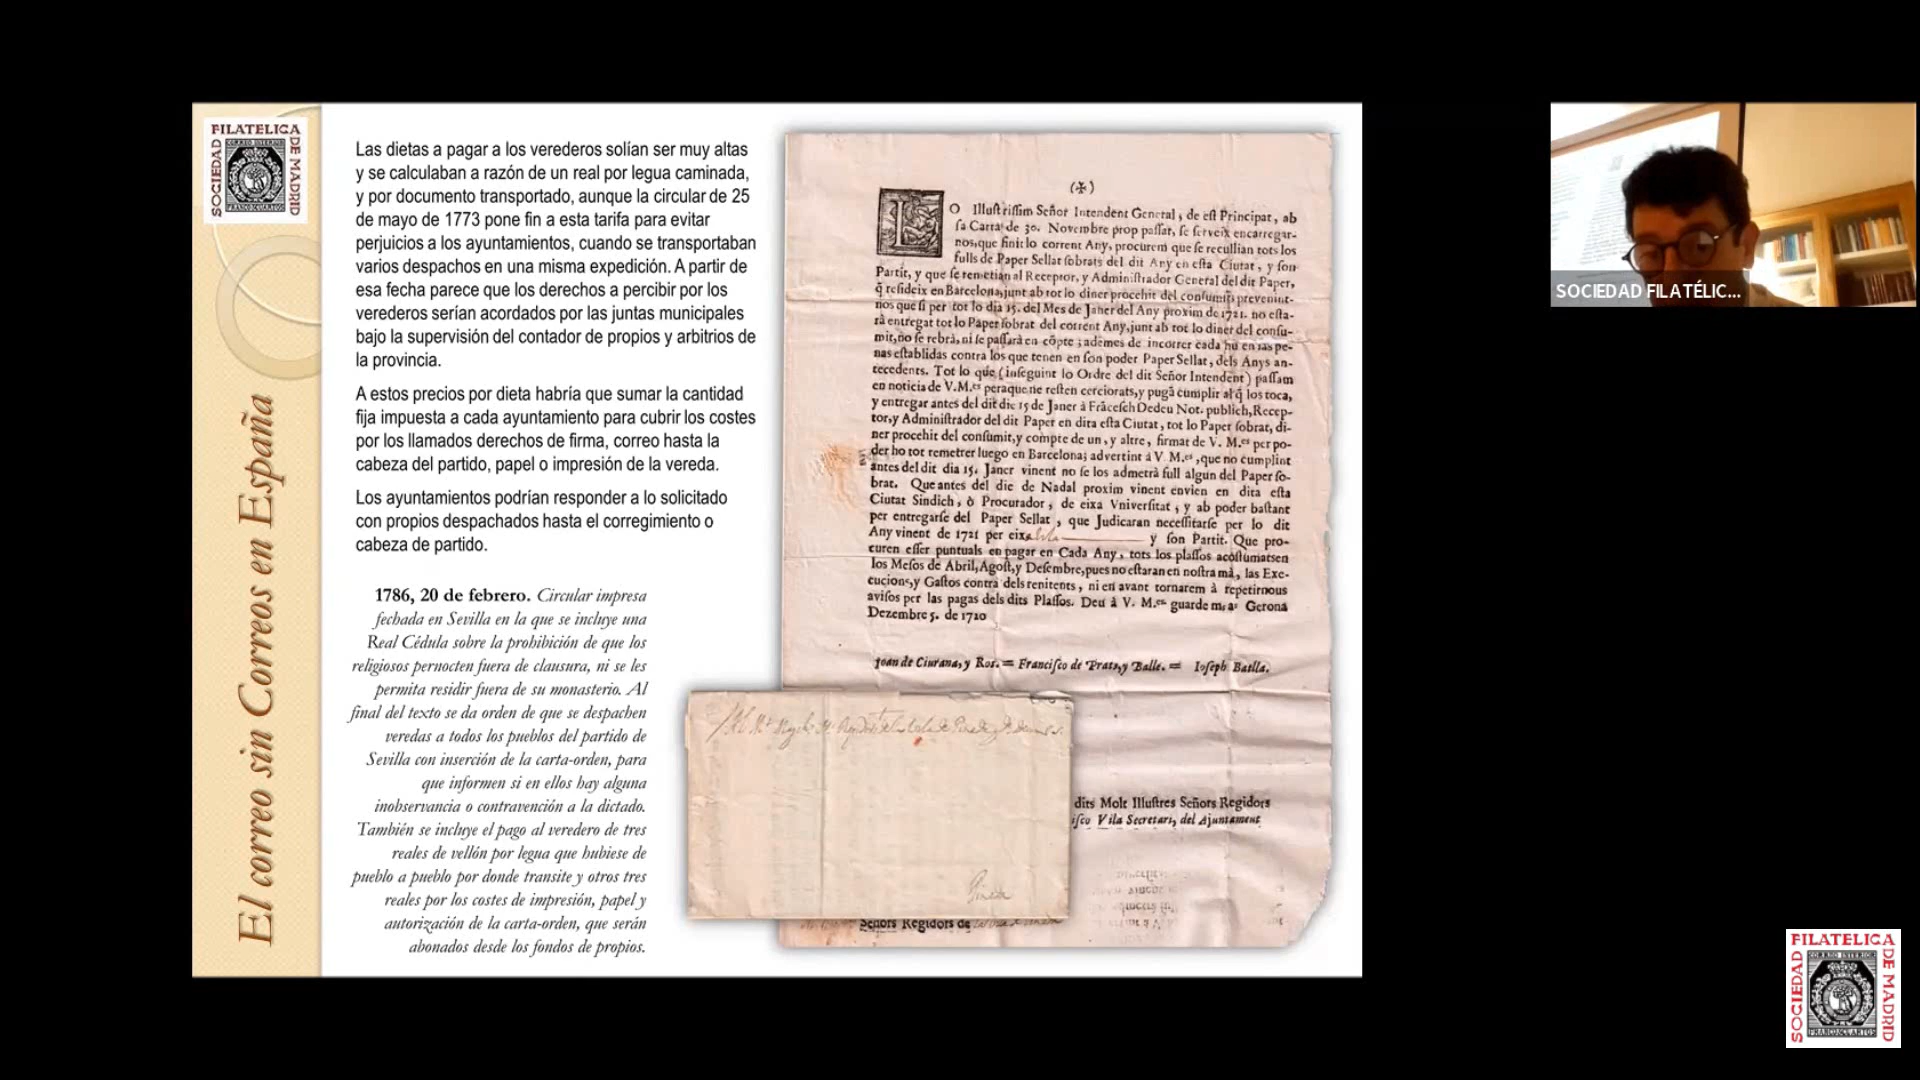 SOCIEDAD FILATELICA DE MADRID
CORREO INTERIOR
FRANCO 3 CUARTOS
El correo sin Correos en España
Las dietas a pagar a los verederos solían ser muy altas
y se calculaban a razón de un real por legua caminada,
y por documento transportado, aunque la circular de 25
de mayo de 1773 pone fin a esta tarifa para evitar
perjuicios a los ayuntamientos, cuando se transportaban
varios despachos en una misma expedición. A partir de
esa fecha parece que los derechos a percibir por los
verederos serían acordados por las juntas municipales
bajo la supervisión del contador de propios y arbitrios de
la provincia.
A estos precios por dieta habría que sumar la cantidad
fija impuesta a cada ayuntamiento para cubrir los costes
por los llamados derechos de firma, correo hasta la
cabeza del partido, papel o impresión de la vereda.
Los ayuntamientos podrían responder a lo solicitado
con propios despachados hasta el corregimiento o
cabeza de partido.
1786, 20 de febrero. Circular impresa
fechada en Sevilla en la que se incluye una
Real Cédula sobre la prohibición de que los
religiosos pernocten fuera de clausura, ni se les
permita residir fuera de su monasterio. Al
final del texto se da orden de que se despachen
veredas a todos los pueblos del partido de
Sevilla con inserción de la carta-orden, para
que informen si en ellos hay alguna
inobservancia o contravención a la dictado.
También se incluye el pago al veredero de tres
reales de vellón por legua que hubiese de
pueblo a pueblo por donde transite y otros tres
reales por los costes de impresión, papel y
autorización de la carta-orden, que serán
abonados desde los fondos de propios.
(✠)
LO Illustrissim Señor Intendent General, de est Principat, ab
sa Carta de 30. Novembre prop passat, se serveix encarregar-
nos, que finit lo corrent Any, procurem que se recullian tots los
fulls de Paper Sellat sobrats del dit Any en esta Ciutat, y son
Partit, y que se remetian al Receptor, y Administrador General del dit Paper,
q̃ resideix en Barcelona, junt ab tot lo diner procehit del consumit; prevenint-
nos que si per tot lo dia 15. del Mes de Janer del Any proxim de 1721. no esta-
rà entregat tot lo Paper sobrat del corrent Any, junt ab tot lo diner del consu-
mit, no se rebrà, ni se passarà en cõpte; ademes de incorrer cada hu en las pe-
nas establidas contra los que tenen en son poder Paper Sellat, dels Anys an-
tecedents. Tot lo que (inseguint lo Ordre del dit Señor Intendent) passam
en noticia de V.M.es peraque ne resten cerciorats, y pugã cumplir al q̃ los toca,
y entregar antes del dit die 15 de Janer à Frãcesch Dedeu Not. publich, Recep-
tor, y Administrador del dit Paper en dita esta Ciutat, tot lo Paper sobrat, di-
ner procehit del consumit, y compte de un, y altre, firmat de V. M.es per po-
der ho tot remetrer luego en Barcelona; advertint à V. M.es, que no cumplint
antes del dit dia 15. Janer vinent no se los admetrà full algun del Paper so-
brat. Que antes del die de Nadal proxim vinent envien en dita esta
Ciutat Sindich, ò Procurador, de eixa Vniversitat, y ab poder bastant
per entregarse del Paper Sellat, que Judicaran necessitarse per lo dit
Any vinent de 1721 per eixa y son Partit. Que pro-
curen esser puntuals en pagar en Cada Any, tots los plassos acostumats en
los Mesos de Abril, Agost, y Desembre, pues no estaran en nostra mà, las Exe-
cucions, y Gastos contra dels renitents, ni en avant tornarem à repetirnous
avisos per las pagas dels dits Plassos. Deu à V. M.es guarde m. a.s Gerona
Dezembre 5. de 1720
Joan de Ciurana, y Ros. = Francisco de Prats, y Balle. = Ioseph Batlla.
dits Molt Illustres Señors Regidors
isco Vila Secretari, del Ajuntament
Señors Regidors de
SOCIEDAD FILATÉLIC...
SOCIEDAD FILATELICA DE MADRID
CORREO INTERIOR
FRANCO 3 CUARTOS